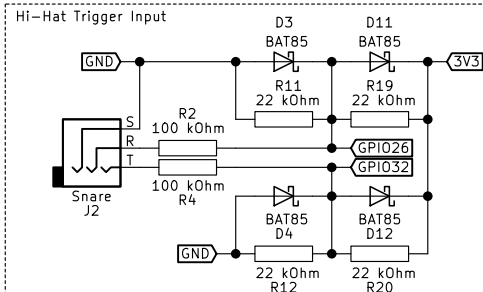 Hi-Hat Trigger Input
D3
D11
BAT85
BAT85
GND
3V3
R11
R19
22 kOhm
22 kOhm
R2
S
100 kOhm
R
GPIO26
T
GPIO32
100 kOhm
R4
Snare
J2
BAT85
BAT85
D4
D12
GND
22 kOhm
22 kOhm
R12
R20